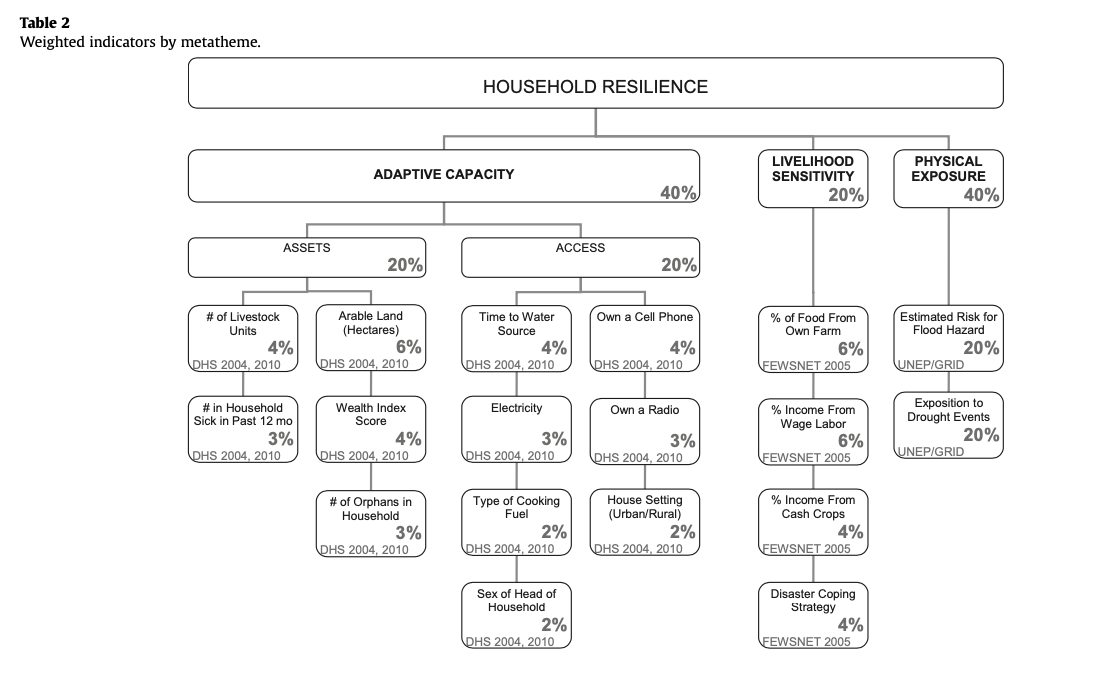 Table 2
Weighted indicators by metatheme.
HOUSEHOLD RESILIENCE
ADAPTIVE CAPACITY
40%
LIVELIHOOD
SENSITIVITY
20%
PHYSICAL
EXPOSURE
40%
ASSETS
20%
ACCESS
20%
# of Livestock
Units
4%
DHS 2004, 2010
Arable Land
(Hectares)
6%
DHS 2004, 2010
Time to Water
Source
4%
DHS 2004, 2010
Own a Cell Phone
4%
DHS 2004, 2010
% of Food From
Own Farm
6%
FEWSNET 2005
Estimated Risk for
Flood Hazard
20%
UNEP/GRID
# in Household
Sick in Past 12 mo
3%
DHS 2004, 2010
Wealth Index
Score
4%
DHS 2004, 2010
Electricity
3%
DHS 2004, 2010
Own a Radio
3%
DHS 2004, 2010
% Income From
Wage Labor
6%
FEWSNET 2005
Exposition to
Drought Events
20%
UNEP/GRID
# of Orphans in
Household
3%
DHS 2004, 2010
Type of Cooking
Fuel
2%
DHS 2004, 2010
House Setting
(Urban/Rural)
2%
DHS 2004, 2010
% Income From
Cash Crops
4%
FEWSNET 2005
Sex of Head of
Household
2%
DHS 2004, 2010
Disaster Coping
Strategy
4%
FEWSNET 2005